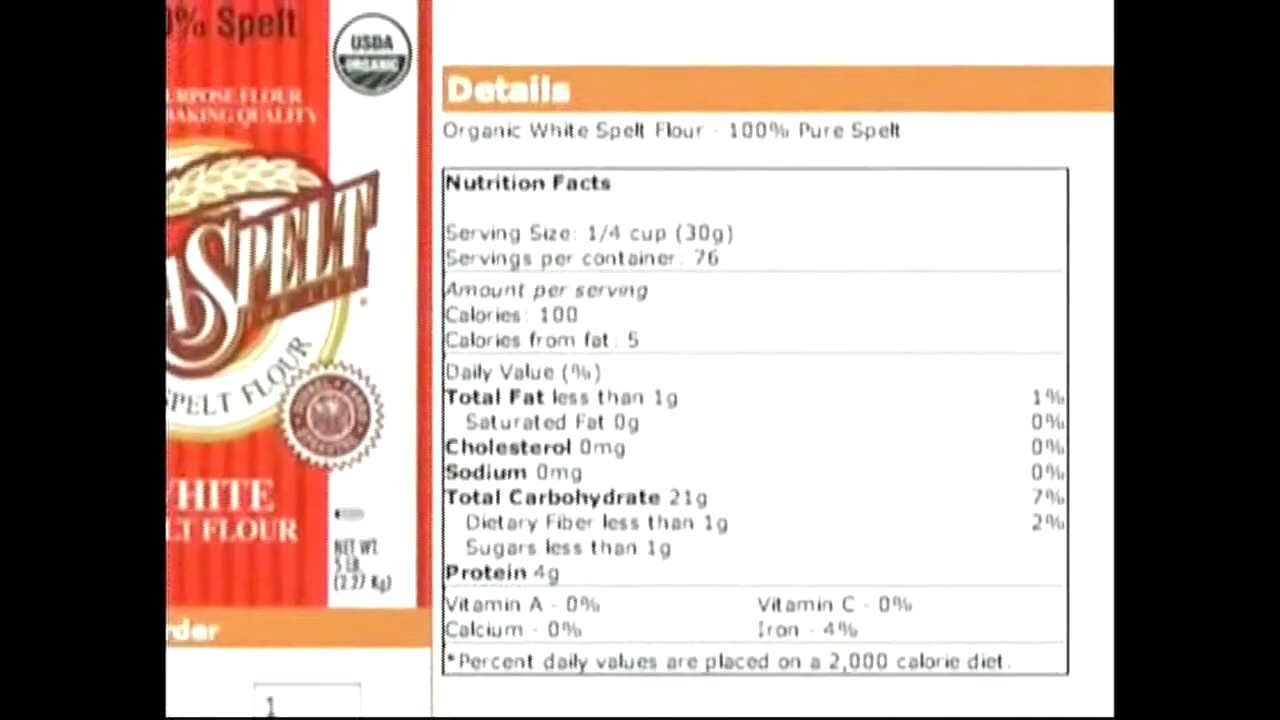 % Spelt
USDA
ORGANIC
URPOSE FLOUR
BAKING QUALITY
SPELT
SPELT FLOUR
WHITE
LT FLOUR
NET WT.
5 LB.
(2.27 Kg)
rder
1
Details
Organic White Spelt Flour - 100% Pure Spelt
Nutrition Facts
Serving Size: 1/4 cup (30g)
Servings per container: 76
Amount per serving
Calories: 100
Calories from fat: 5
Daily Value (%)
Total Fat less than 1g 1%
Saturated Fat 0g 0%
Cholesterol 0mg 0%
Sodium 0mg 0%
Total Carbohydrate 21g 7%
Dietary Fiber less than 1g 2%
Sugars less than 1g
Protein 4g
Vitamin A - 0% Vitamin C - 0%
Calcium - 0% Iron - 4%
*Percent daily values are placed on a 2,000 calorie diet.